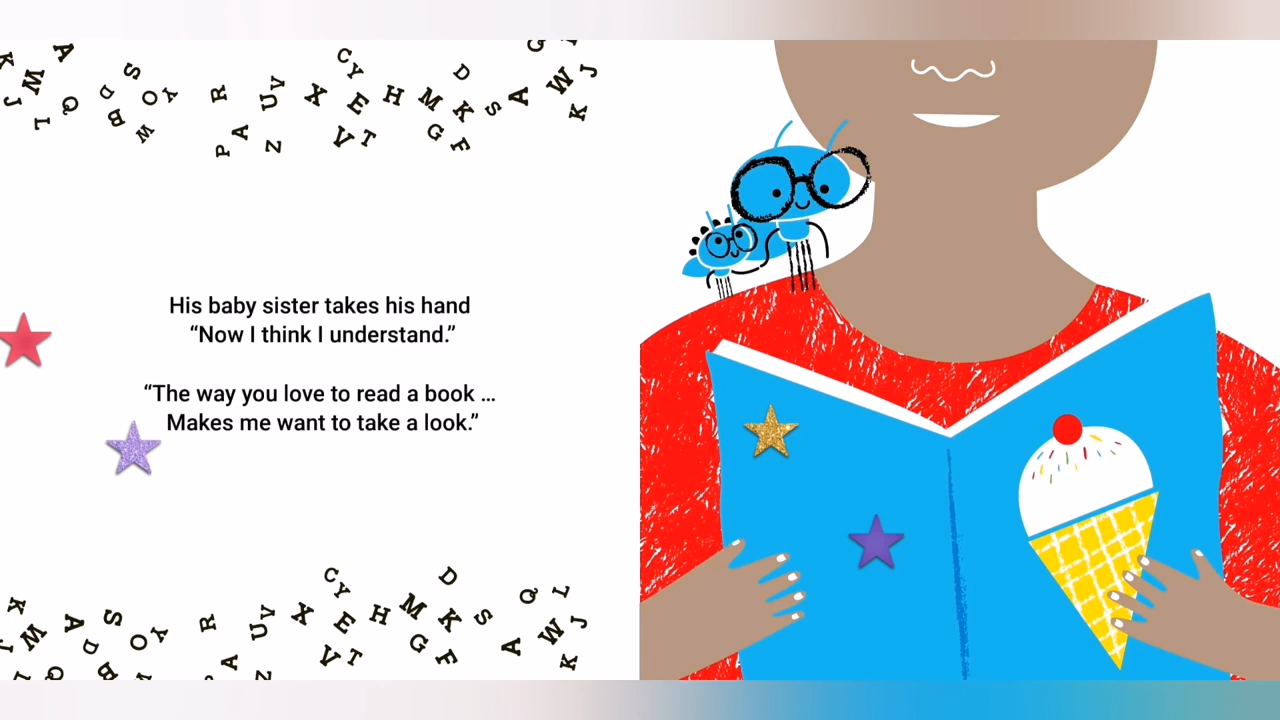 His baby sister takes his hand
“Now I think I understand.”
“The way you love to read a book ...
Makes me want to take a look.”